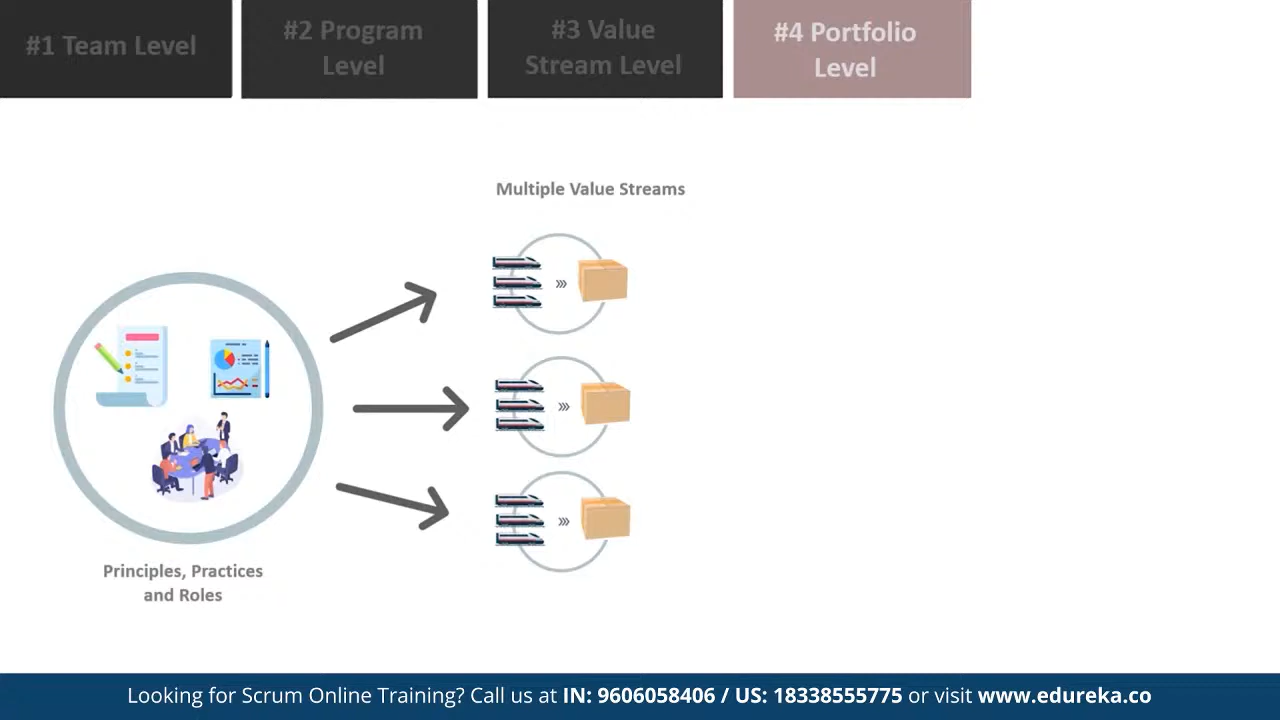 #1 Team Level
#2 Program
Level
#3 Value
Stream Level
#4 Portfolio
Level
Multiple Value Streams
Principles, Practices
and Roles
Looking for Scrum Online Training? Call us at IN: 9606058406 / US: 18338555775 or visit www.edureka.co